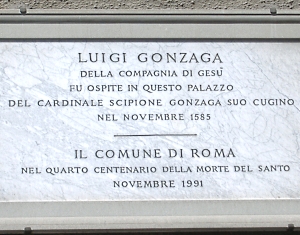 LUIGI GONZAGA
DELLA COMPAGNIA DI GESÙ
FU OSPITE IN QUESTO PALAZZO
DEL CARDINALE SCIPIONE GONZAGA SUO CUGINO
NEL NOVEMBRE 1585
IL COMUNE DI ROMA
NEL QUARTO CENTENARIO DELLA MORTE DEL SANTO
NOVEMBRE 1991